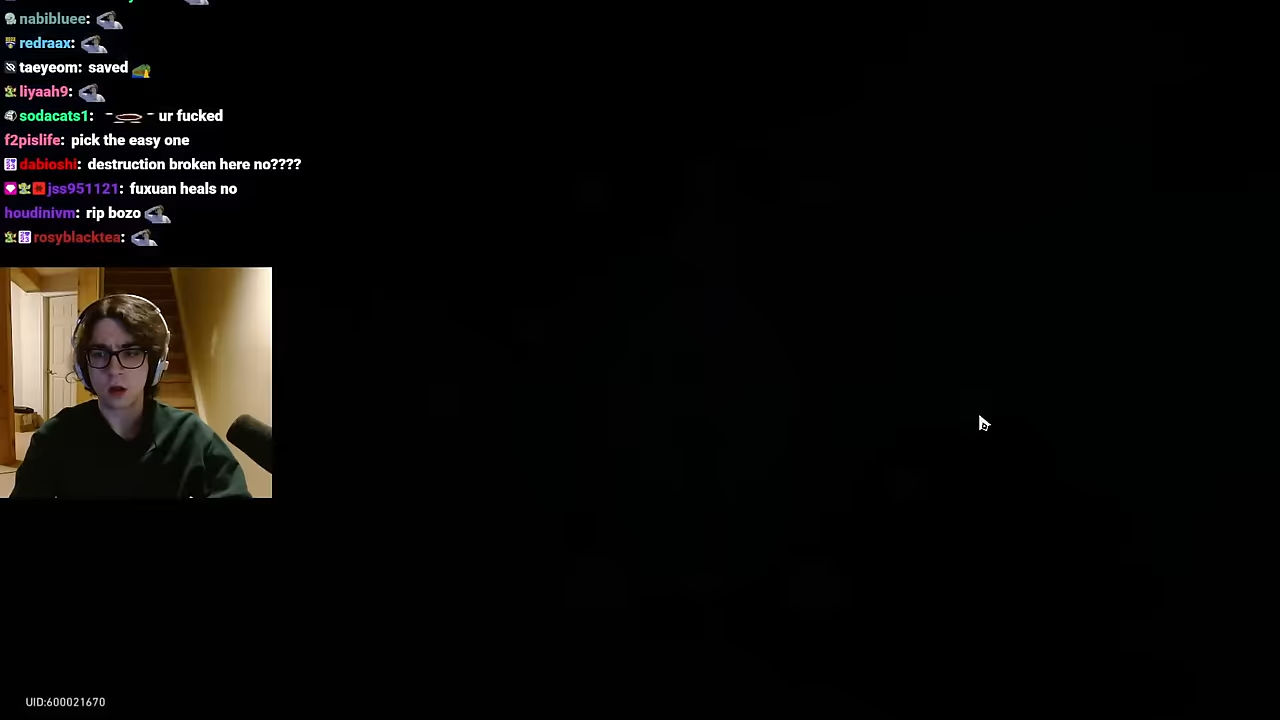 nabibluee:
redraax:
taeyeom: saved
liyaah9:
sodacats1: ur fucked
f2pislife: pick the easy one
dabioshi: destruction broken here no????
jss951121: fuxuan heals no
houdinivm: rip bozo
rosyblacktea:
UID:600021670